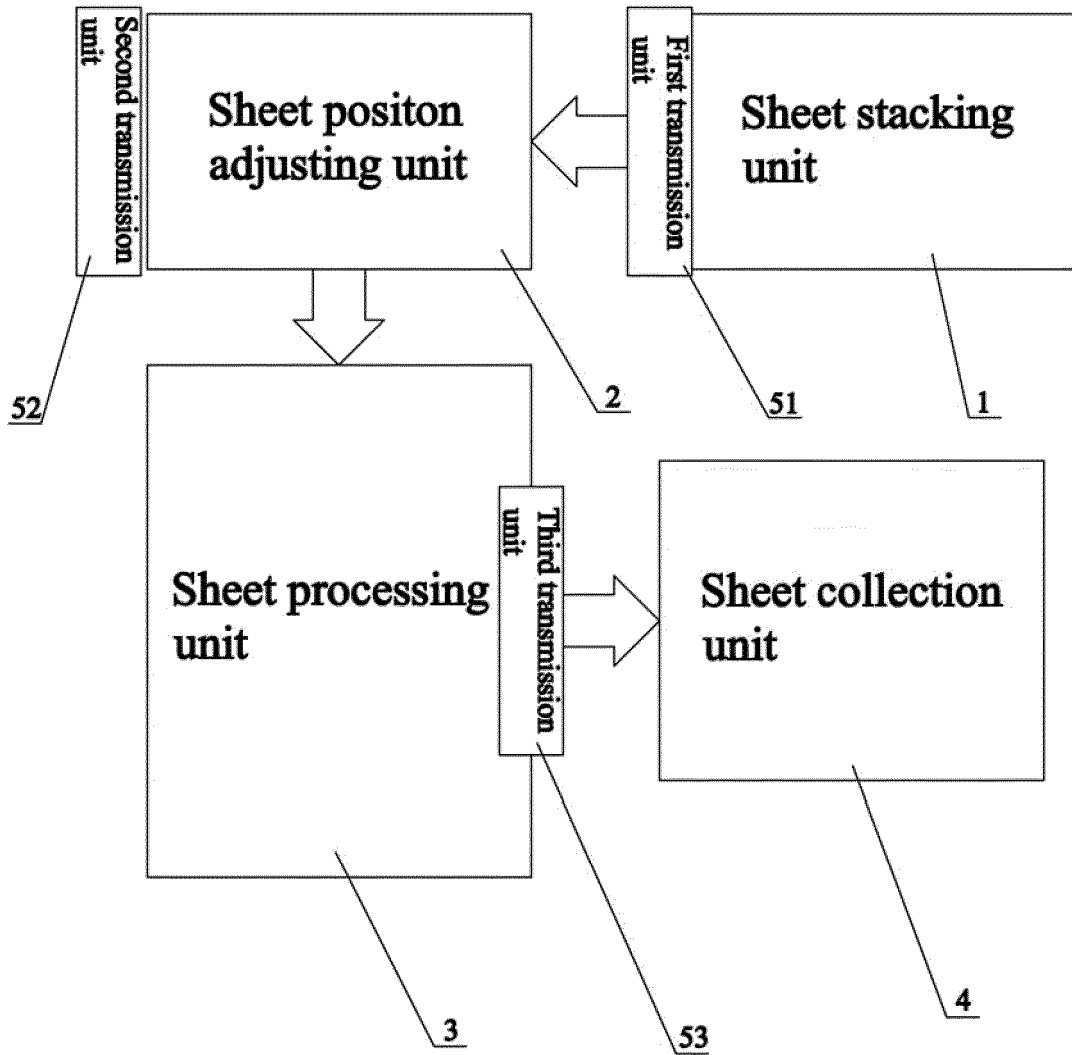 Second transmission
unit
Sheet positon
adjusting unit
First transmission
unit
Sheet stacking
unit
52
2
51
1
Sheet processing
unit
Third transmission
unit
Sheet collection
unit
3
53
4